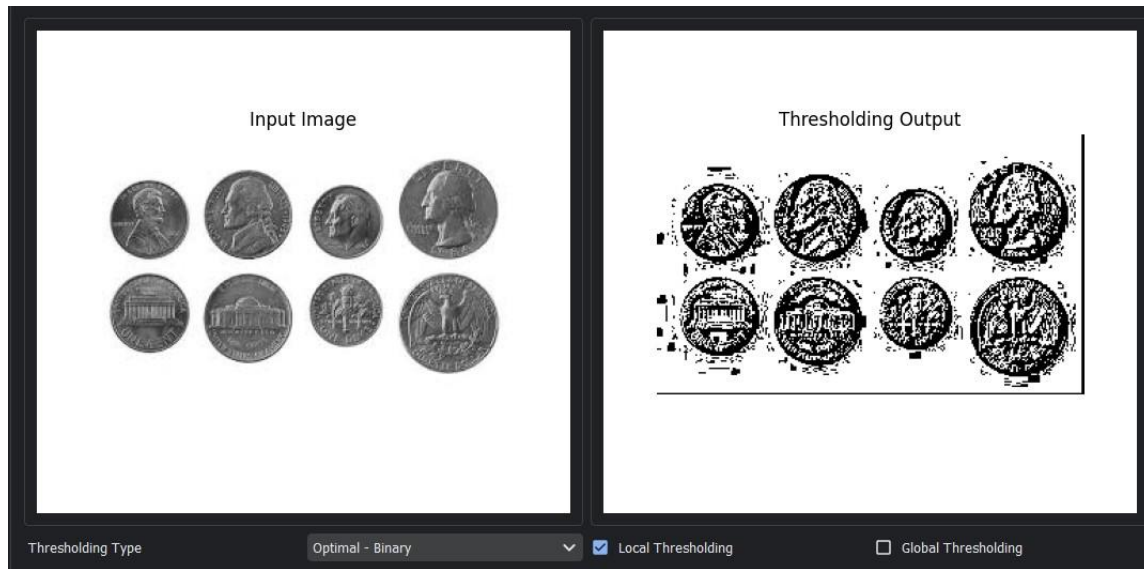 Input Image
Thresholding Output
Thresholding Type
Optimal - Binary
Local Thresholding
Global Thresholding